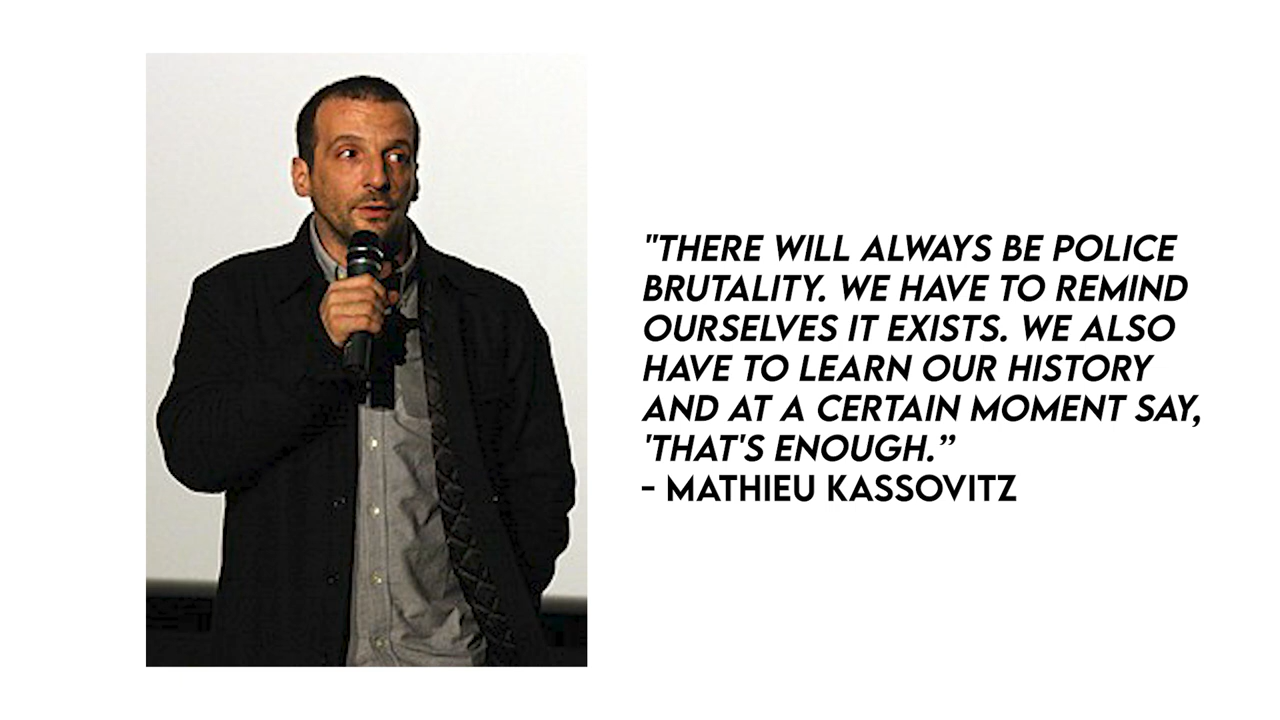 "THERE WILL ALWAYS BE POLICE
BRUTALITY. WE HAVE TO REMIND
OURSELVES IT EXISTS. WE ALSO
HAVE TO LEARN OUR HISTORY
AND AT A CERTAIN MOMENT SAY,
'THAT'S ENOUGH.”
- MATHIEU KASSOVITZ